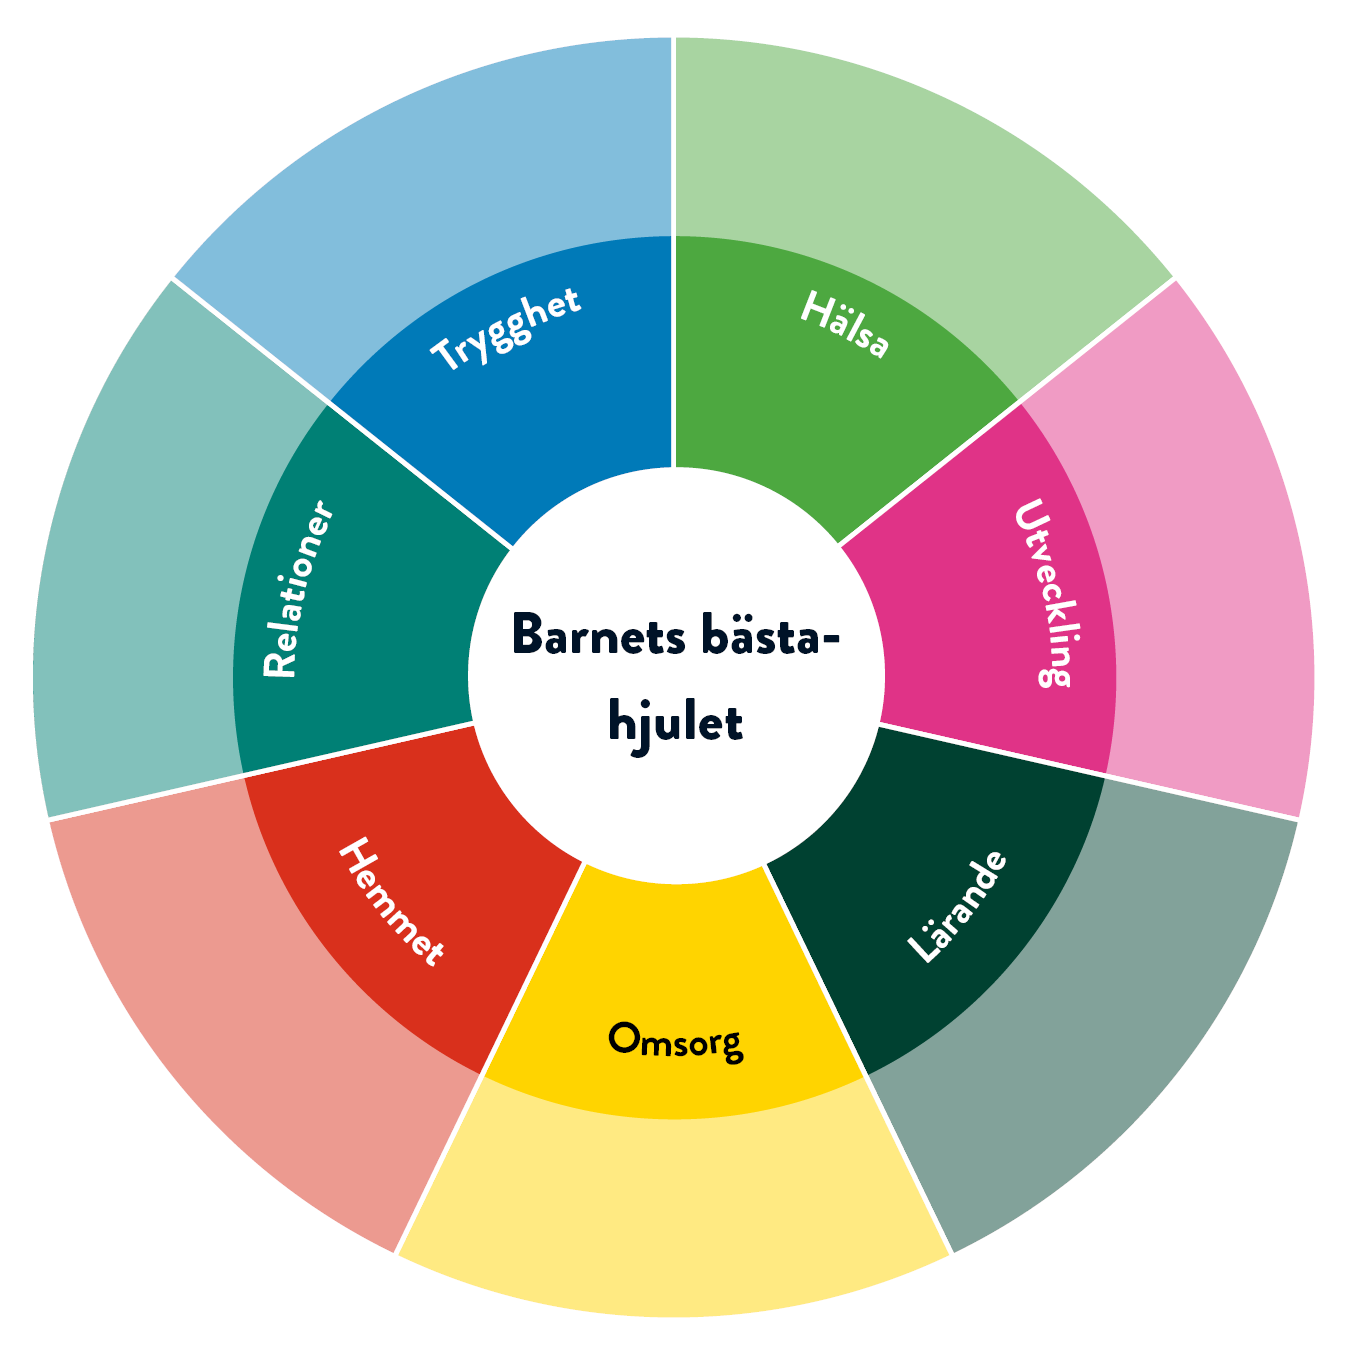 Barnets bästa-
hjulet
Hälsa
Utveckling
Lärande
Omsorg
Hemmet
Relationer
Trygghet